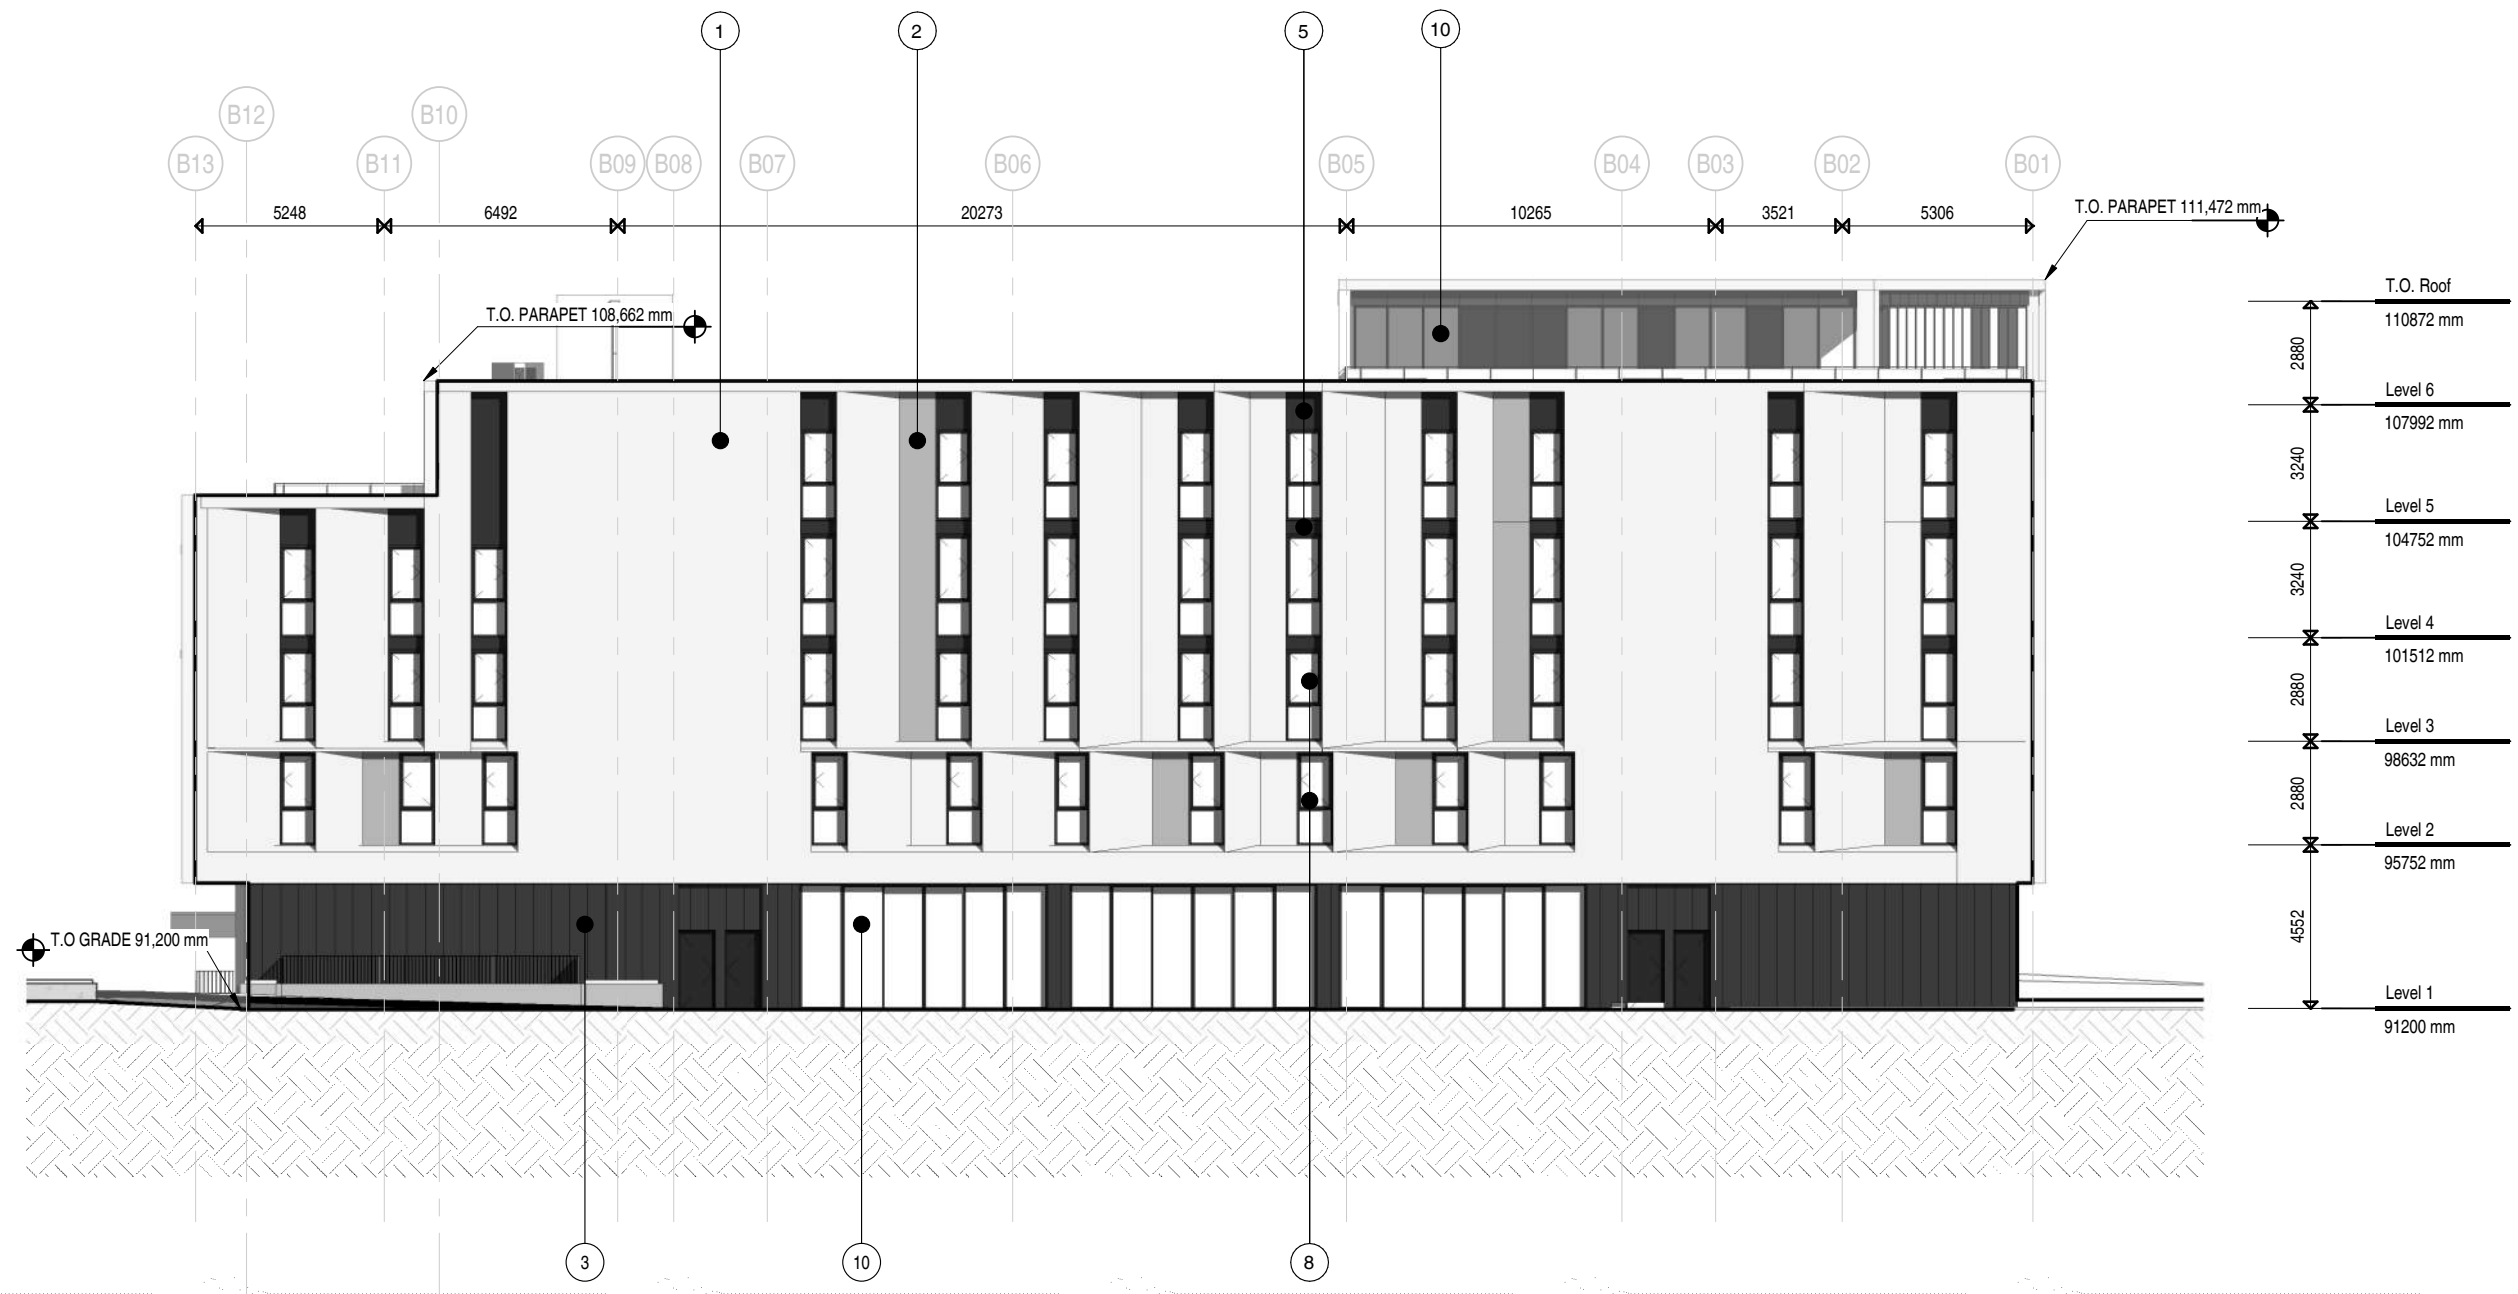 1
2
5
10
B12
B10
B13
B11
B09
B08
B07
B06
B05
B04
B03
B02
B01
5248
6492
20273
10265
3521
5306
T.O. PARAPET 111,472 mm
T.O. PARAPET 108,662 mm
T.O. Roof
110872 mm
2880
Level 6
107992 mm
3240
Level 5
104752 mm
3240
Level 4
101512 mm
2880
Level 3
98632 mm
2880
Level 2
95752 mm
4552
T.O GRADE 91,200 mm
Level 1
91200 mm
3
10
8